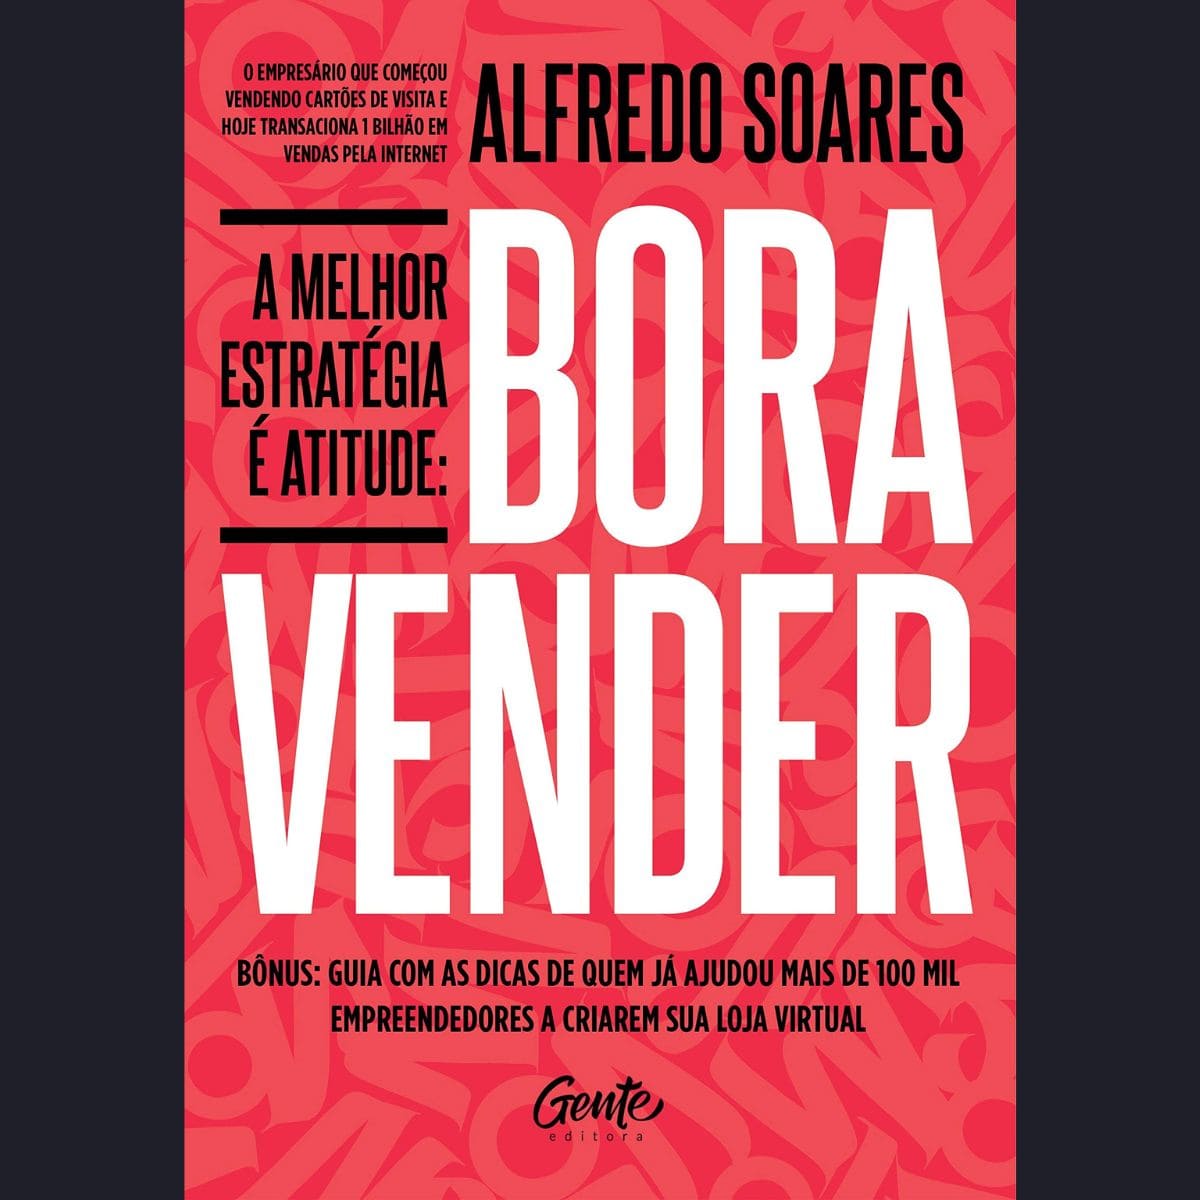 O EMPRESÁRIO QUE COMEÇOU
VENDENDO CARTÕES DE VISITA E
HOJE TRANSACIONA 1 BILHÃO EM
VENDAS PELA INTERNET
ALFREDO SOARES
A MELHOR
ESTRATÉGIA
É ATITUDE:
BORA
VENDER
BÔNUS: GUIA COM AS DICAS DE QUEM JÁ AJUDOU MAIS DE 100 MIL
EMPREENDEDORES A CRIAREM SUA LOJA VIRTUAL
Gente
editora